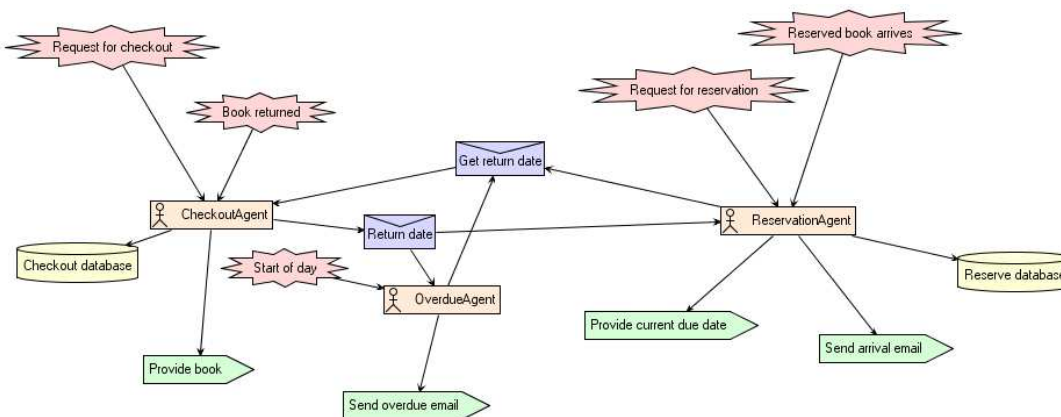 Reserved book arrives
Request for checkout
Request for reservation
Book returned
Get return date
CheckoutAgent
ReservationAgent
Return date
Checkout database
Start of day
Reserve database
OverdueAgent
Provide current due date
Send arrival email
Provide book
Send overdue email